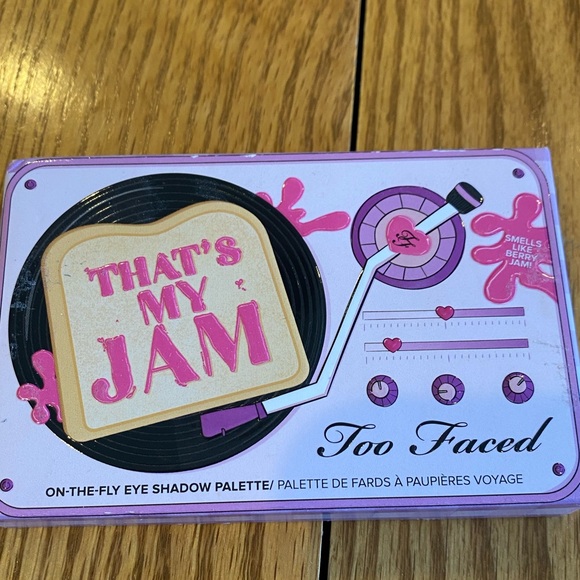 THAT'S
MY
JAM
SMELLS
LIKE
BERRY
JAM!
Too Faced
ON-THE-FLY EYE SHADOW PALETTE/ PALETTE DE FARDS À PAUPIÈRES VOYAGE